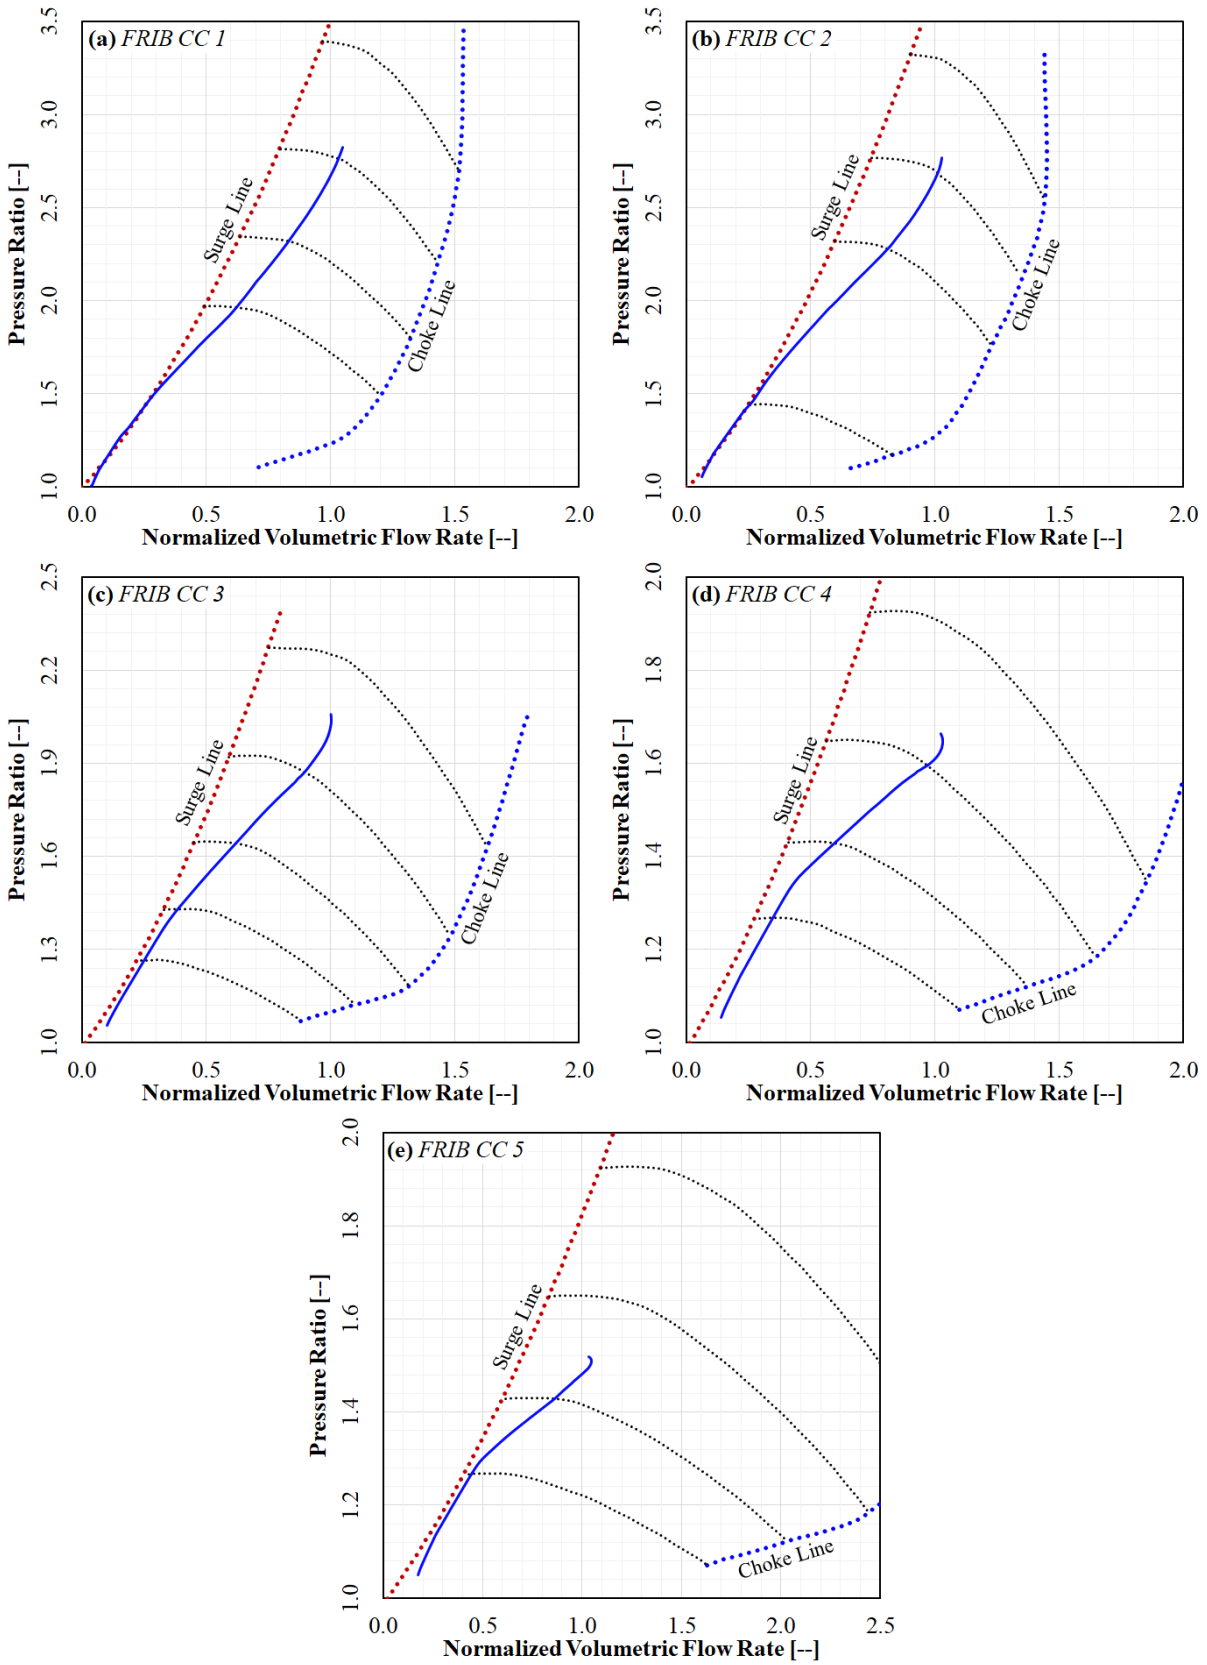 (a) FRIB CC 1
3.5
3.0
2.5
2.0
1.5
1.0
Pressure Ratio [--]
Surge Line
Choke Line
0.0 0.5 1.0 1.5 2.0
Normalized Volumetric Flow Rate [--]
(b) FRIB CC 2
3.5
3.0
2.5
2.0
1.5
1.0
Pressure Ratio [--]
Surge Line
Choke Line
0.0 0.5 1.0 1.5 2.0
Normalized Volumetric Flow Rate [--]
(c) FRIB CC 3
2.5
2.2
1.9
1.6
1.3
1.0
Pressure Ratio [--]
Surge Line
Choke Line
0.0 0.5 1.0 1.5 2.0
Normalized Volumetric Flow Rate [--]
(d) FRIB CC 4
2.0
1.8
1.6
1.4
1.2
1.0
Pressure Ratio [--]
Surge Line
Choke Line
0.0 0.5 1.0 1.5 2.0
Normalized Volumetric Flow Rate [--]
(e) FRIB CC 5
2.0
1.8
1.6
1.4
1.2
1.0
Pressure Ratio [--]
Surge Line
Choke Line
0.0 0.5 1.0 1.5 2.0 2.5
Normalized Volumetric Flow Rate [--]